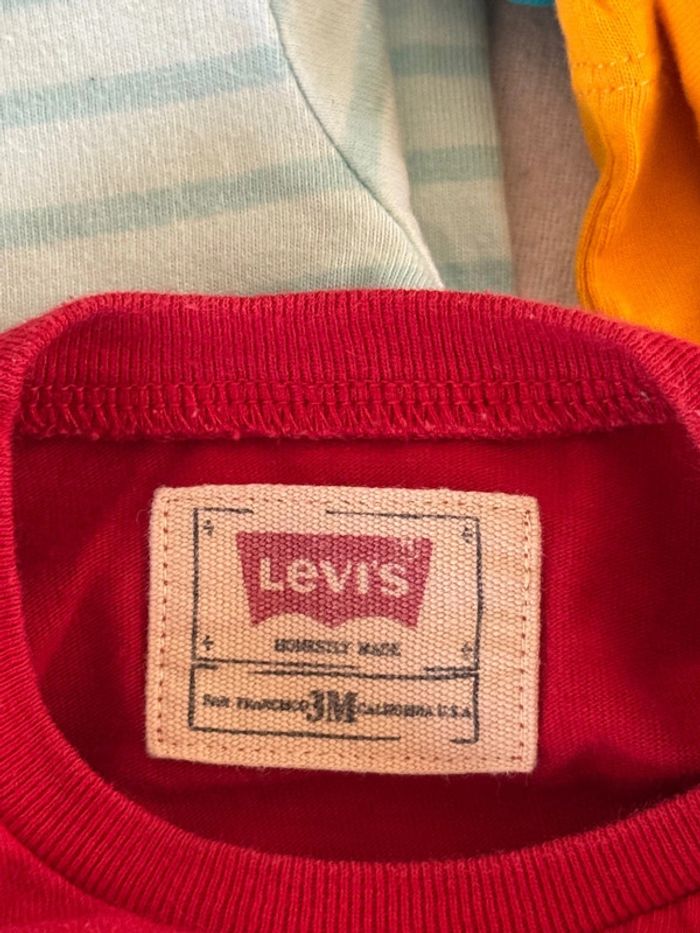 LEVI'S
HONESTLY MADE
SAN FRANCISCO 3M CALIFORNIA U.S.A.